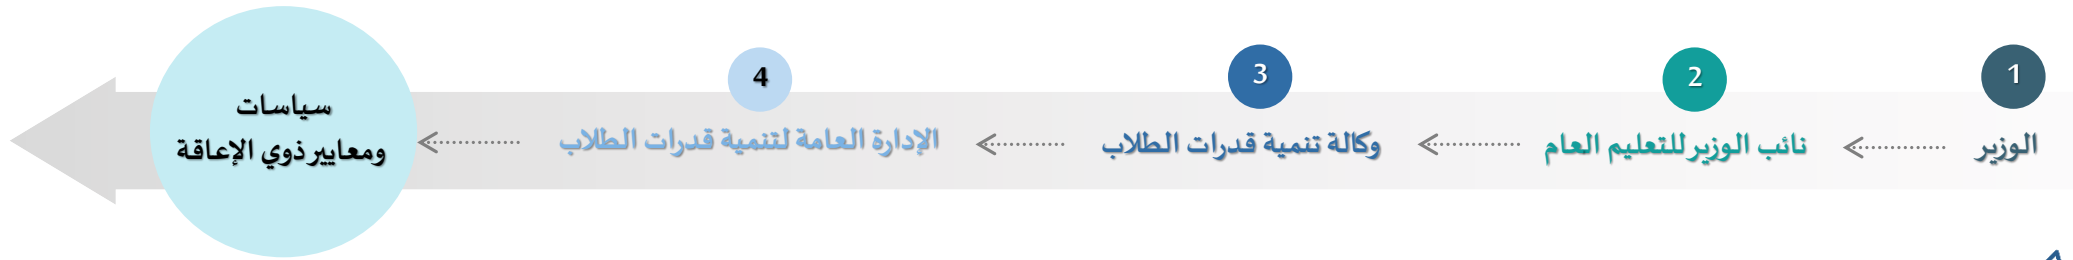 1
الوزير
2
نائب الوزير للتعليم العام
3
وكالة تنمية قدرات الطلاب
4
الإدارة العامة لتنمية قدرات الطلاب
سياسات
ومعايير ذوي الإعاقة